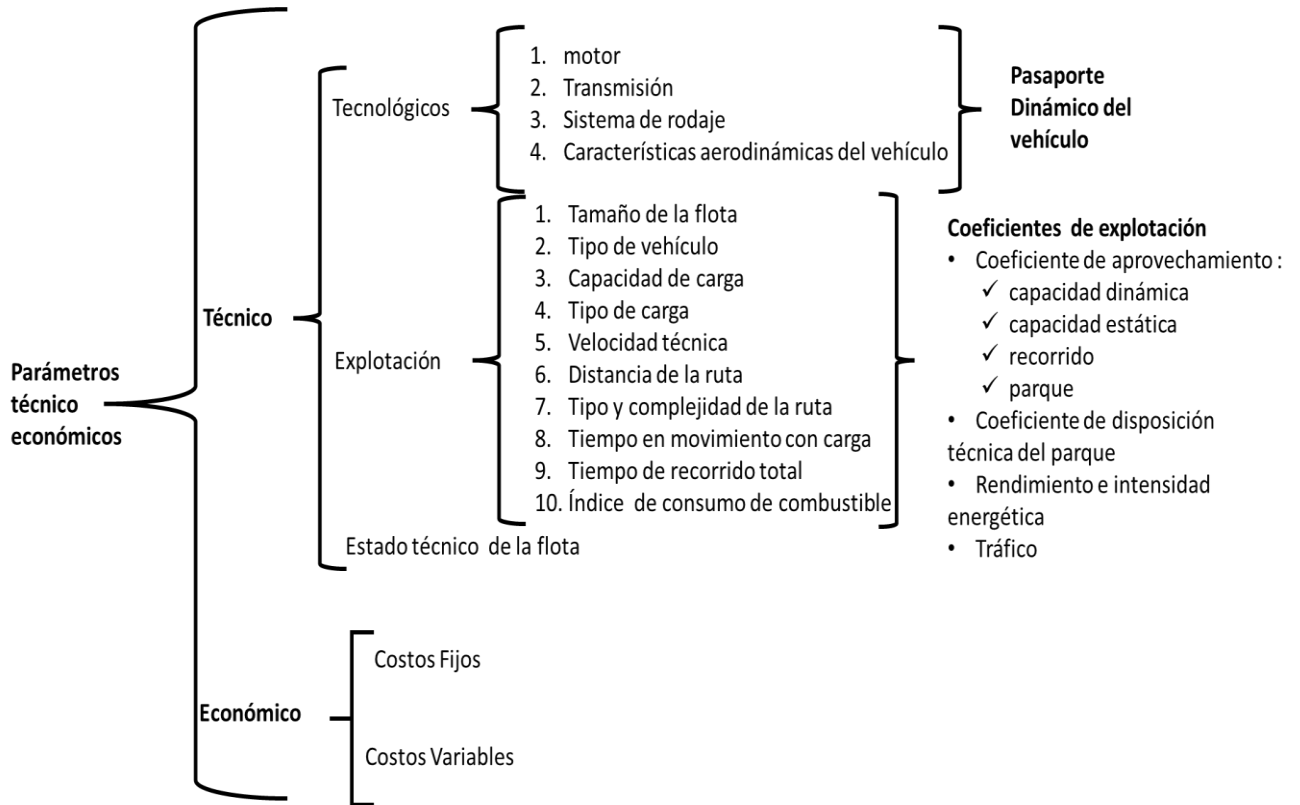 Parámetros
técnico
económicos
Técnico
Tecnológicos
1. motor
2. Transmisión
3. Sistema de rodaje
4. Características aerodinámicas del vehículo
Pasaporte
Dinámico del
vehículo
Explotación
1. Tamaño de la flota
2. Tipo de vehículo
3. Capacidad de carga
4. Tipo de carga
5. Velocidad técnica
6. Distancia de la ruta
7. Tipo y complejidad de la ruta
8. Tiempo en movimiento con carga
9. Tiempo de recorrido total
10. Índice de consumo de combustible
Coeficientes de explotación
• Coeficiente de aprovechamiento :
✓ capacidad dinámica
✓ capacidad estática
✓ recorrido
✓ parque
• Coeficiente de disposición
técnica del parque
• Rendimiento e intensidad
energética
• Tráfico
Estado técnico de la flota
Económico
Costos Fijos
Costos Variables